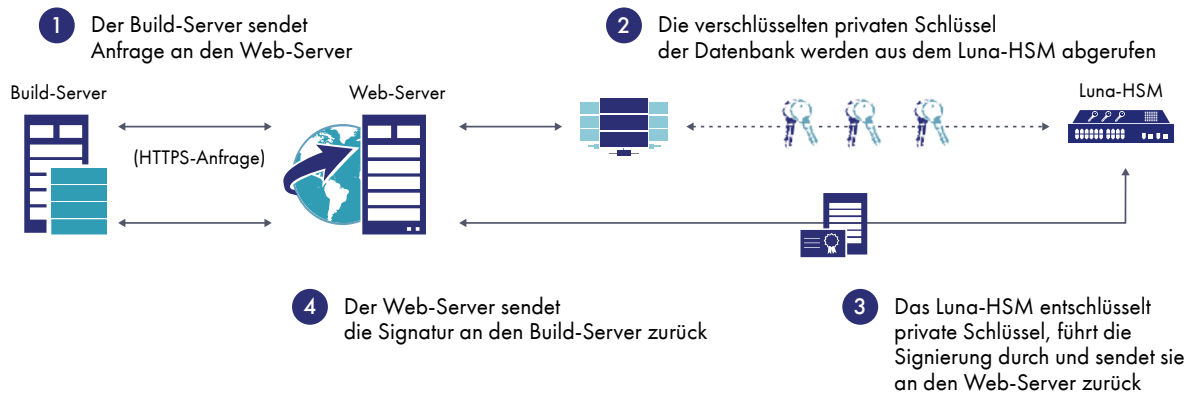 1
Der Build-Server sendet
Anfrage an den Web-Server
2
Die verschlüsselten privaten Schlüssel
der Datenbank werden aus dem Luna-HSM abgerufen
Build-Server
Web-Server
Luna-HSM
(HTTPS-Anfrage)
4
Der Web-Server sendet
die Signatur an den Build-Server zurück
3
Das Luna-HSM entschlüsselt
private Schlüssel, führt die
Signierung durch und sendet sie
an den Web-Server zurück